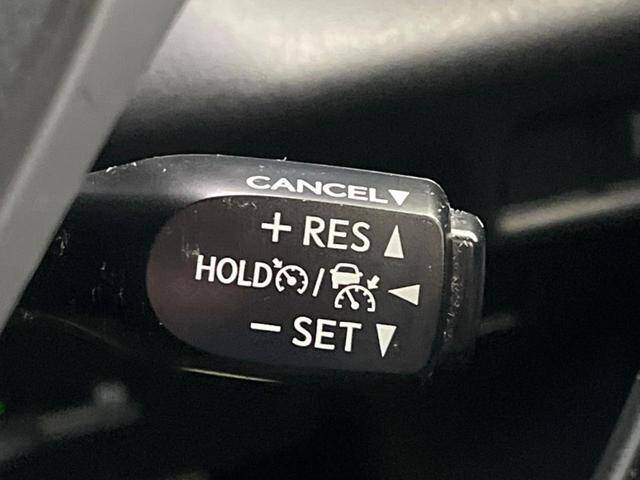 CANCEL▼
+ RES ▲
HOLD / ◀
− SET ▼